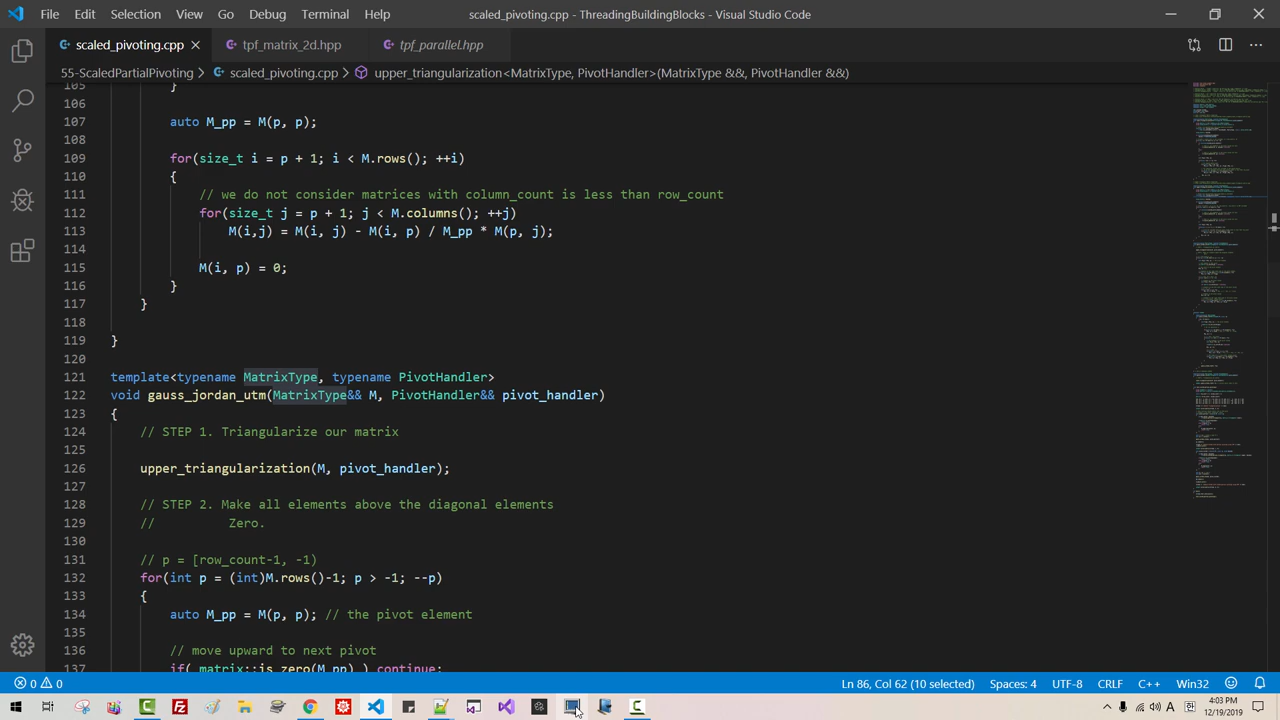 File Edit Selection View Go Debug Terminal Help scaled_pivoting.cpp - ThreadingBuildingBlocks - Visual Studio Code
scaled_pivoting.cpp tpf_matrix_2d.hpp tpf_parallel.hpp
55-ScaledPartialPivoting > scaled_pivoting.cpp > upper_triangularization<MatrixType, PivotHandler>(MatrixType &&, PivotHandler &&)
105 }
106
107 auto M_pp = M(p, p);
108
109 for(size_t i = p + 1; i < M.rows(); ++i)
110 {
111 // we do not consider matrices with column_count is less than row_count
112 for(size_t j = p + 1; j < M.columns(); ++j)
113 M(i,j) = M(i, j) - M(i, p) / M_pp * M(p, j);
114
115 M(i, p) = 0;
116 }
117 }
118
119 }
120
121 template<typename MatrixType, typename PivotHandler>
122 void gauss_jordan_utm(MatrixType&& M, PivotHandler&& pivot_handler)
123 {
124 // STEP 1. Triangularize the matrix
125
126 upper_triangularization(M, pivot_handler);
127
128 // STEP 2. Make all elements above the diagonal elements
129 // Zero.
130
131 // p = [row_count-1, -1)
132 for(int p = (int)M.rows()-1; p > -1; --p)
133 {
134 auto M_pp = M(p, p); // the pivot element
135
136 // move upward to next pivot
137 if( matrix::is_zero(M_pp) ) continue;
0 0 Ln 86, Col 62 (10 selected) Spaces: 4 UTF-8 CRLF C++ Win32
4:03 PM
12/19/2019